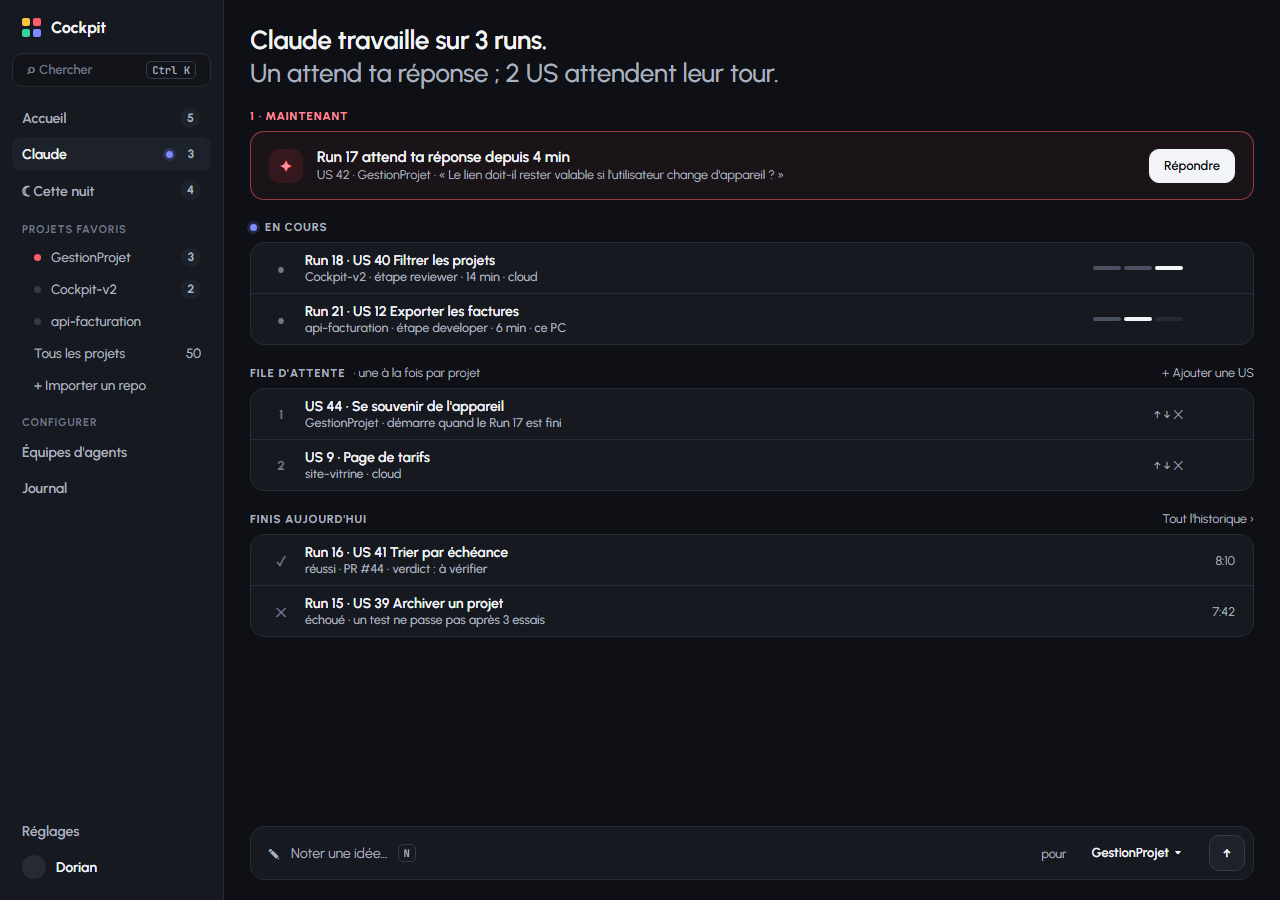 Cockpit
Chercher Ctrl K
Accueil 5
Claude 3
Cette nuit 4
PROJETS FAVORIS
GestionProjet 3
Cockpit-v2 2
api-facturation
Tous les projets 50
+ Importer un repo
CONFIGURER
Équipes d'agents
Journal
Réglages
Dorian
Claude travaille sur 3 runs.
Un attend ta réponse ; 2 US attendent leur tour.
1 · MAINTENANT
Run 17 attend ta réponse depuis 4 min
US 42 · GestionProjet · « Le lien doit-il rester valable si l'utilisateur change d'appareil ? »
Répondre
EN COURS
Run 18 · US 40 Filtrer les projets
Cockpit-v2 · étape reviewer · 14 min · cloud
Run 21 · US 12 Exporter les factures
api-facturation · étape developer · 6 min · ce PC
FILE D'ATTENTE · une à la fois par projet + Ajouter une US
1 US 44 · Se souvenir de l'appareil ↑ ↓ ✕
GestionProjet · démarre quand le Run 17 est fini
2 US 9 · Page de tarifs ↑ ↓ ✕
site-vitrine · cloud
FINIS AUJOURD'HUI Tout l'historique ›
✓ Run 16 · US 41 Trier par échéance 8:10
réussi · PR #44 · verdict : à vérifier
✕ Run 15 · US 39 Archiver un projet 7:42
échoué · un test ne passe pas après 3 essais
Noter une idée… N pour GestionProjet ↑